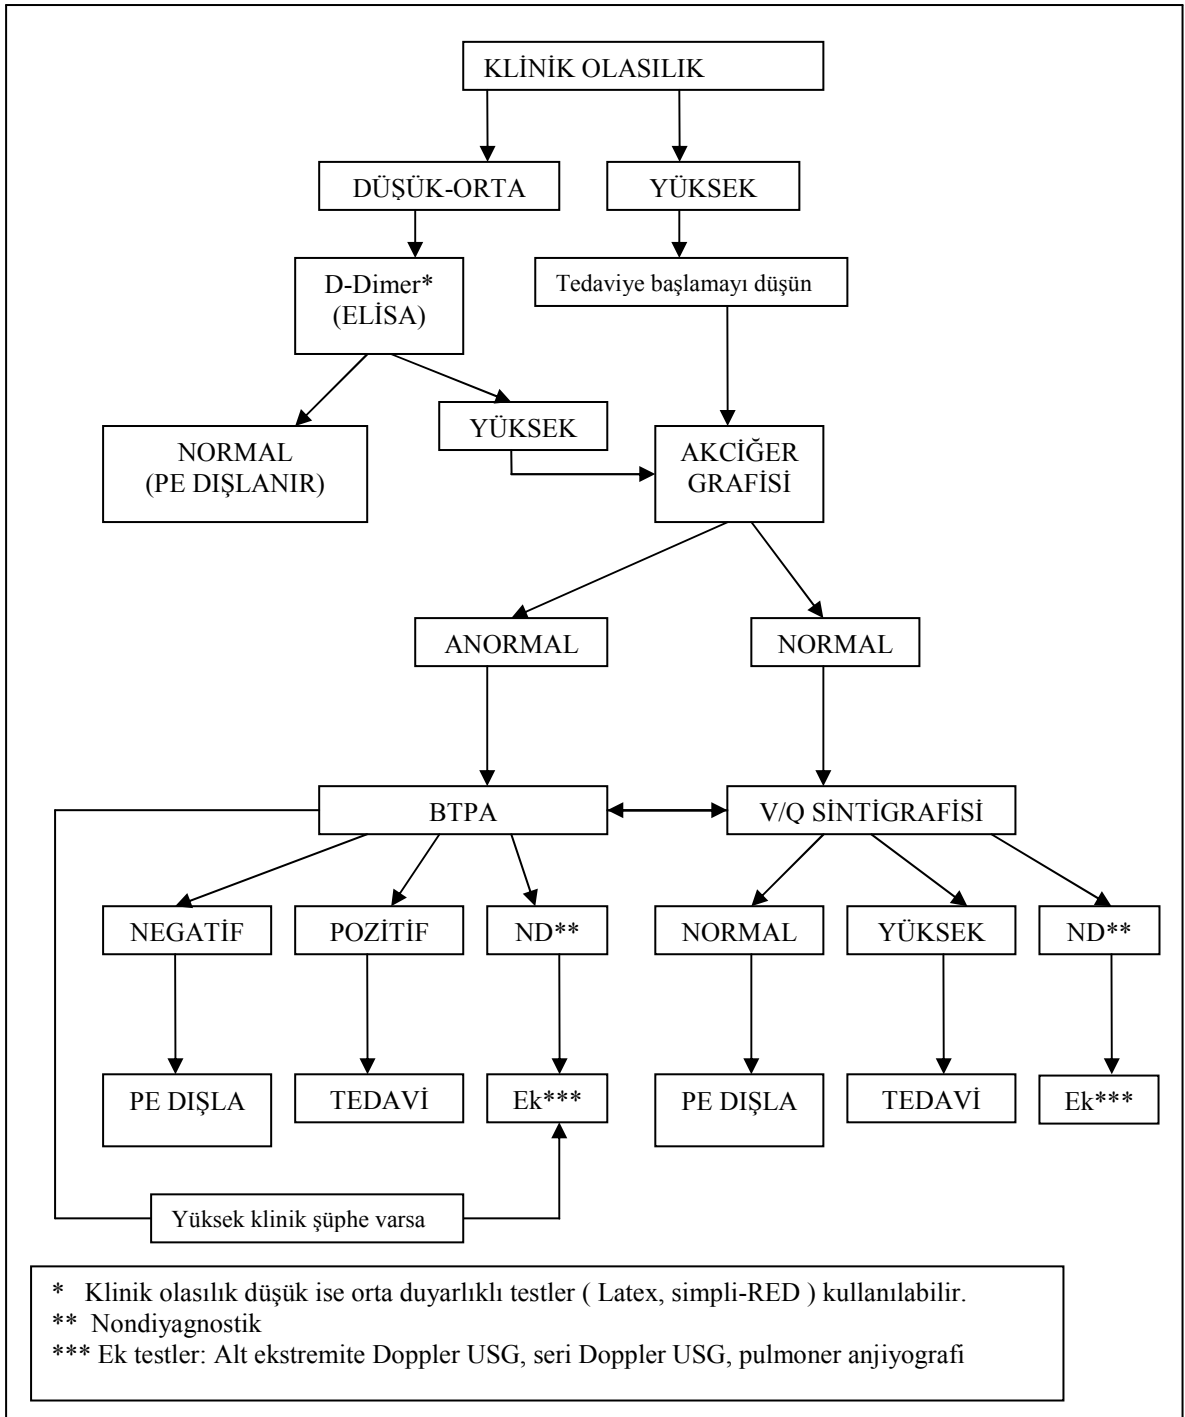 KLİNİK OLASILIK
DÜŞÜK-ORTA
YÜKSEK
D-Dimer*
(ELİSA)
Tedaviye başlamayı düşün
YÜKSEK
NORMAL
(PE DIŞLANIR)
AKCİĞER
GRAFİSİ
ANORMAL
NORMAL
BTPA
V/Q SİNTİGRAFİSİ
NEGATİF
POZİTİF
ND**
NORMAL
YÜKSEK
ND**
PE DIŞLA
TEDAVİ
Ek***
PE DIŞLA
TEDAVİ
Ek***
Yüksek klinik şüphe varsa
* Klinik olasılık düşük ise orta duyarlıklı testler ( Latex, simpli-RED ) kullanılabilir.
** Nondiyagnostik
*** Ek testler: Alt ekstremite Doppler USG, seri Doppler USG, pulmoner anjiyografi